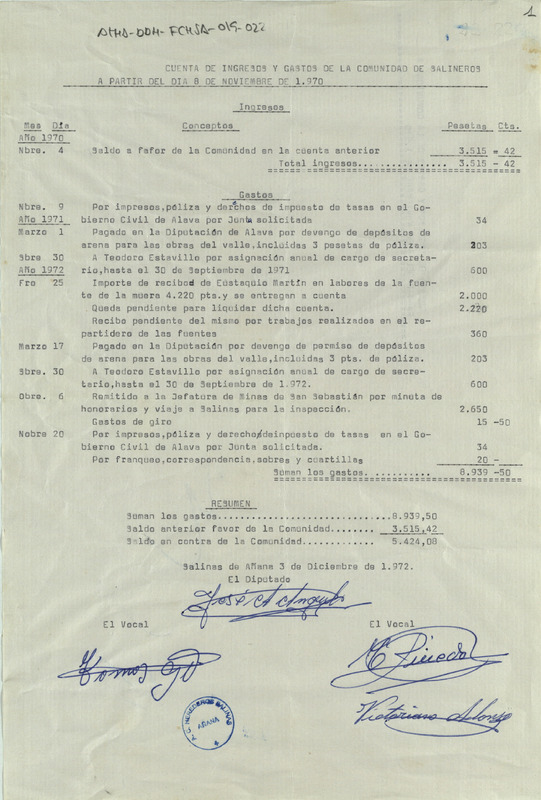 ATHA-DDH-FCHSA-019-022
1
CUENTA DE INGRESOS Y GASTOS DE LA COMUNIDAD DE SALINEROS
A PARTIR DEL DIA 8 DE NOVIEMBRE DE 1.970
Ingresos
Mes Día Conceptos Pesetas Cts.
Año 1970
Nbre. 4 Saldo a Fafor de la Comunidad en la cuenta anterior 3.515 = 42
Total ingresos............... 3.515 - 42
Gastos
Nbre. 9 Por impresos,póliza y derchos de impuesto de tasas en el Go-
Año 1971 bierno Civil de Alava por Junta solicitada 34
Marzo 1 Pagado en la Diputación de Alava por devengo de depósitos de
arena para las obras del valle,incluidas 3 pesetas de póliza. 203
Sbre 30 A Teodoro Estavillo por asignación anual de cargo de secreta-
Año 1972 rio,hasta el 30 de Septiembre de 1971 600
Fro 25 Importe de recibod de Eustaquio Martín en labores de la fuen-
te de la muera 4.220 pts.y se entregan a cuenta 2.000
Queda pendiente para liquidar dicha cuenta. 2.220
Recibo pendiente del mismo por trabajos realizados en el re-
partidero de las fuentes 360
Marzo 17 Pagado en la Diputación por devengo de permiso de depósitos
de arena para las obras del valle,incluidas 3 pts. de póliza. 203
Sbre. 30 A Teodoro Estavillo por asignación anual de cargo de secre-
tario,hasta el 30 de Septiembre de 1.972. 600
Obre. 6 Remitido a la Jefatura de Minas de San Sebastián por minuta de
honorarios y viaje a Salinas para la inspección. 2.650
Gastos de giro 15 -50
Nobre 20 Por impresos,póliza y derecho/deinpuesto de tasas en el Go-
bierno Civil de Alava por Junta solicitada. 34
Por franqueo,correspondencia,sobres y cuartillas 20 -
Suman los gastos. .......... 8.939 -50
RESUMEN
Suman los gastos.............................8.939,50
Saldo anterior favor de la Comunidad........ 3.515,42
Saldo en contra de la Comunidad............ 5.424,08
Salinas de Añana 3 de Diciembre de 1.972.
El Diputado
José A Angulo
El Vocal El Vocal
Victoriano Alonso
HEREDEROS SALINAS
AÑANA